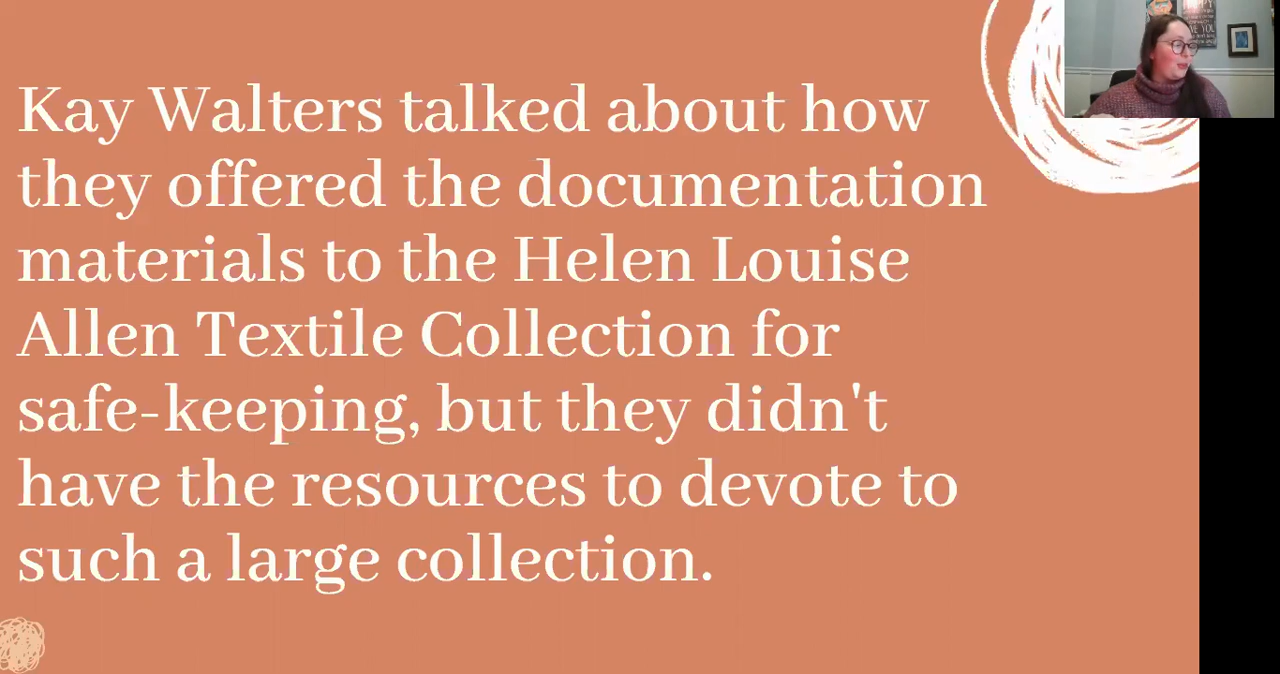 Kay Walters talked about how
they offered the documentation
materials to the Helen Louise
Allen Textile Collection for
safe-keeping, but they didn't
have the resources to devote to
such a large collection.